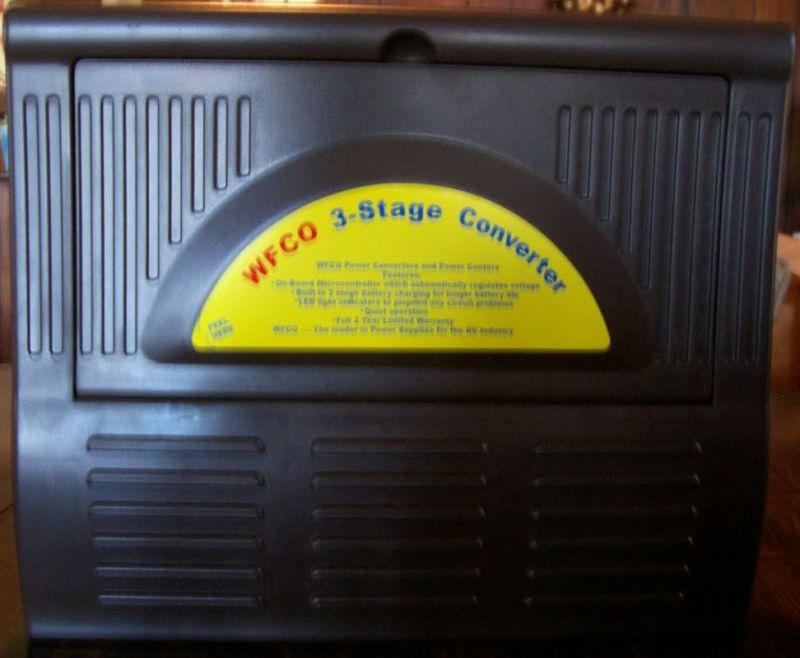 WFCO 3-Stage Converter
WFCO Power Converters and Power Centers
Features:
*On-Board Microcontroller which automatically regulates voltage
*Built-in 3 stage battery charging for longer battery life
*LED light indicators to pinpoint any circuit problems
*Quiet operation
*Full 2 Year Limited Warranty
WFCO .... The leader in Power Supplies for the RV Industry
PEEL
HERE